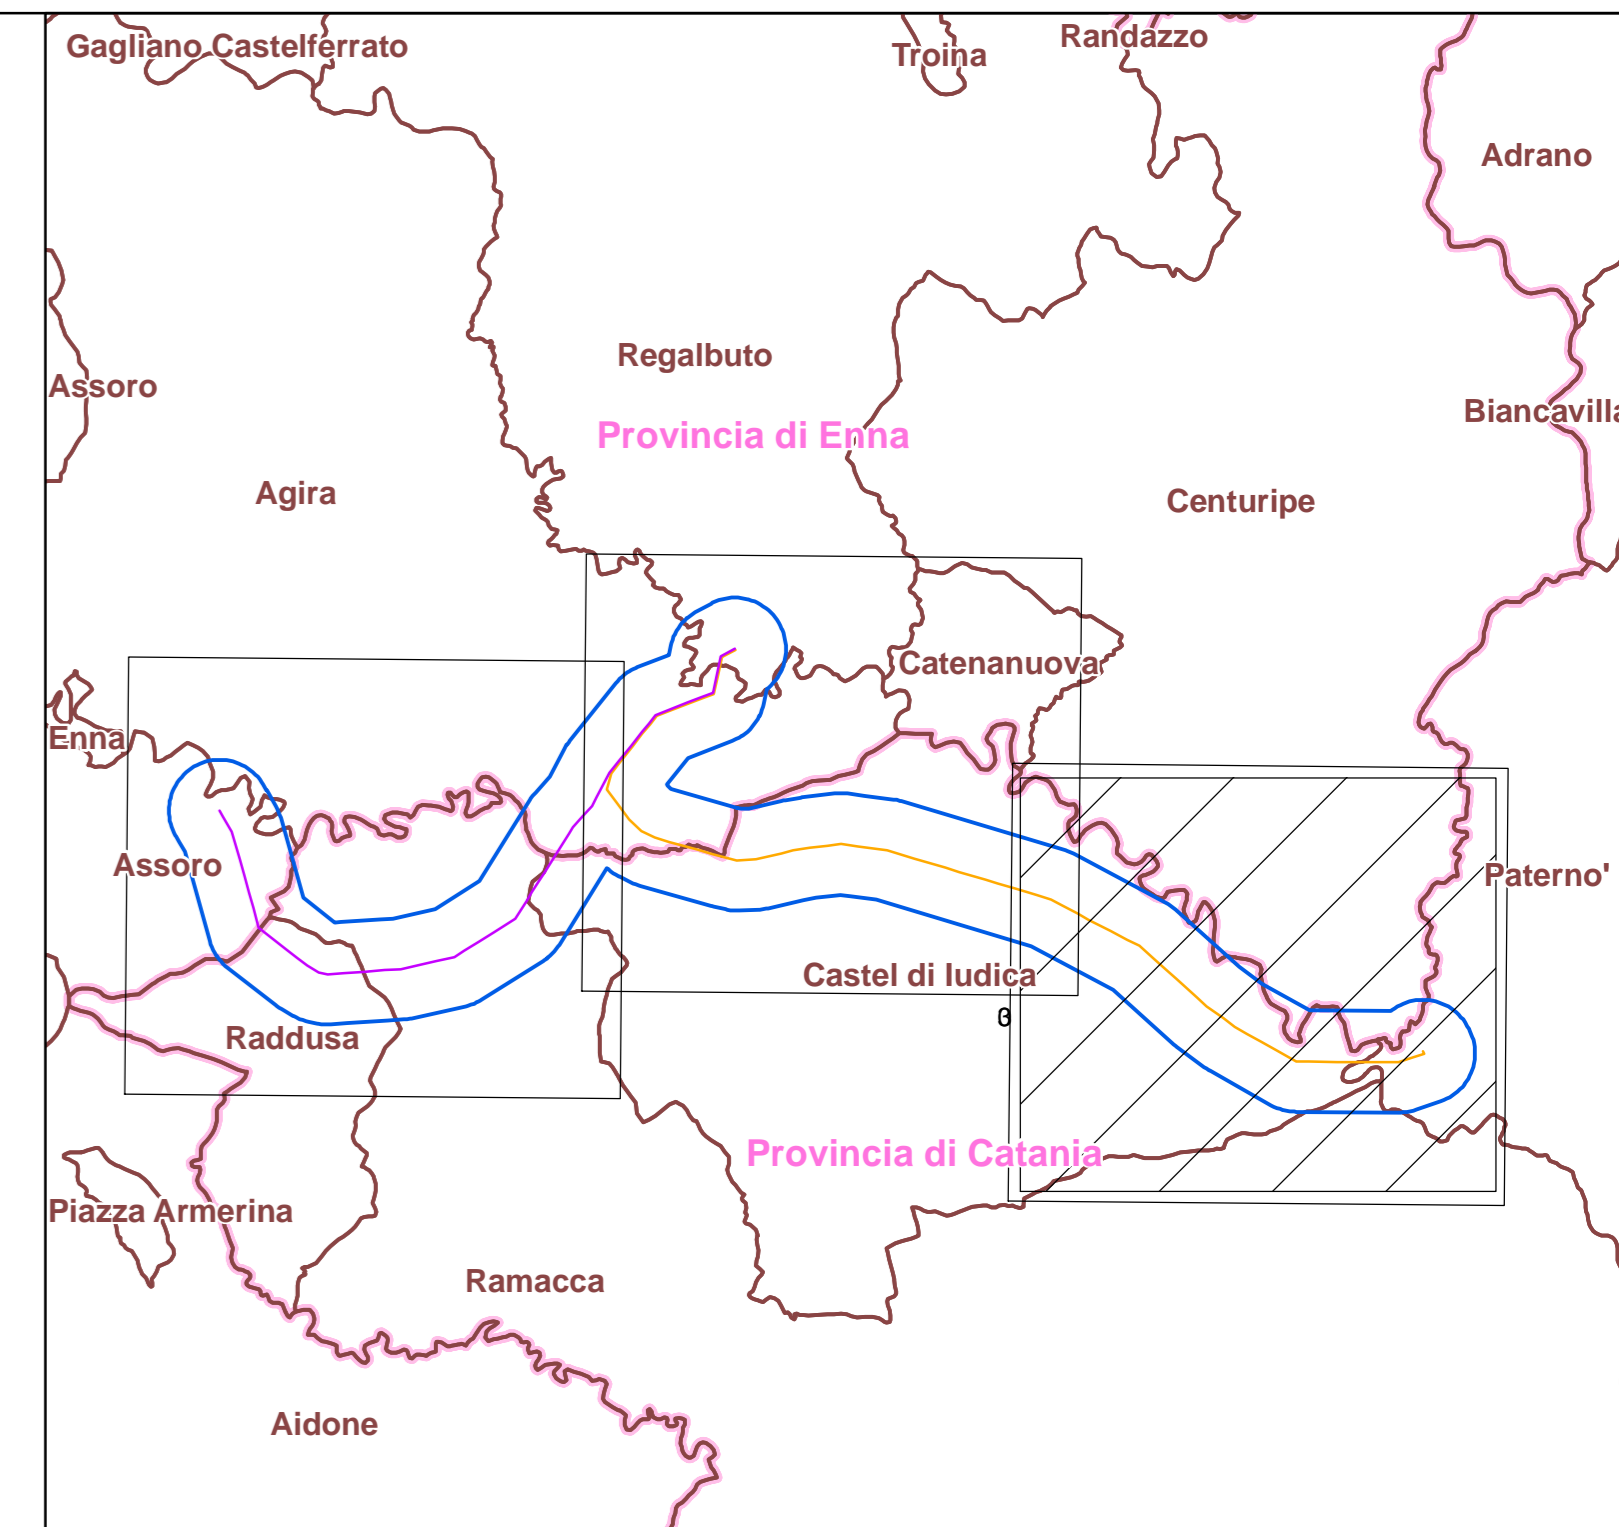 Gagliano Castelferrato
Troina
Randazzo
Adrano
Regalbuto
Assoro
Biancavilla
Provincia di Enna
Agira
Centuripe
Catenanuova
Enna
Assoro
Paterno'
Castel di Iudica
Raddusa
Provincia di Catania
Piazza Armerina
Ramacca
Aidone